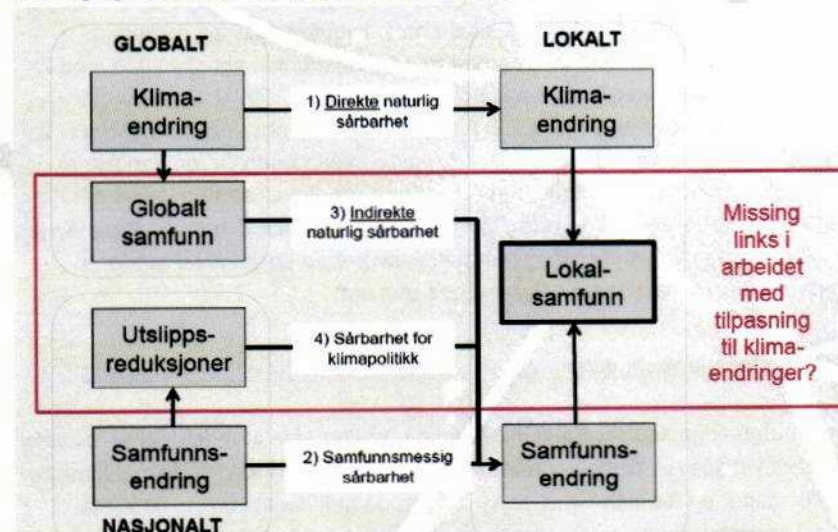 GLOBALT
LOKALT
Klima-
endring
1) Direkte naturlig
sårbarhet
Klima-
endring
Globalt
samfunn
3) Indirekte
naturlig sårbarhet
Lokal-
samfunn
Missing
links i
arbeidet
med
tilpasning
til klima-
endringer?
Utslipps-
reduksjoner
4) Sårbarhet for
klimapolitikk
Samfunns-
endring
2) Samfunnsmessig
sårbarhet
Samfunns-
endring
NASJONALT